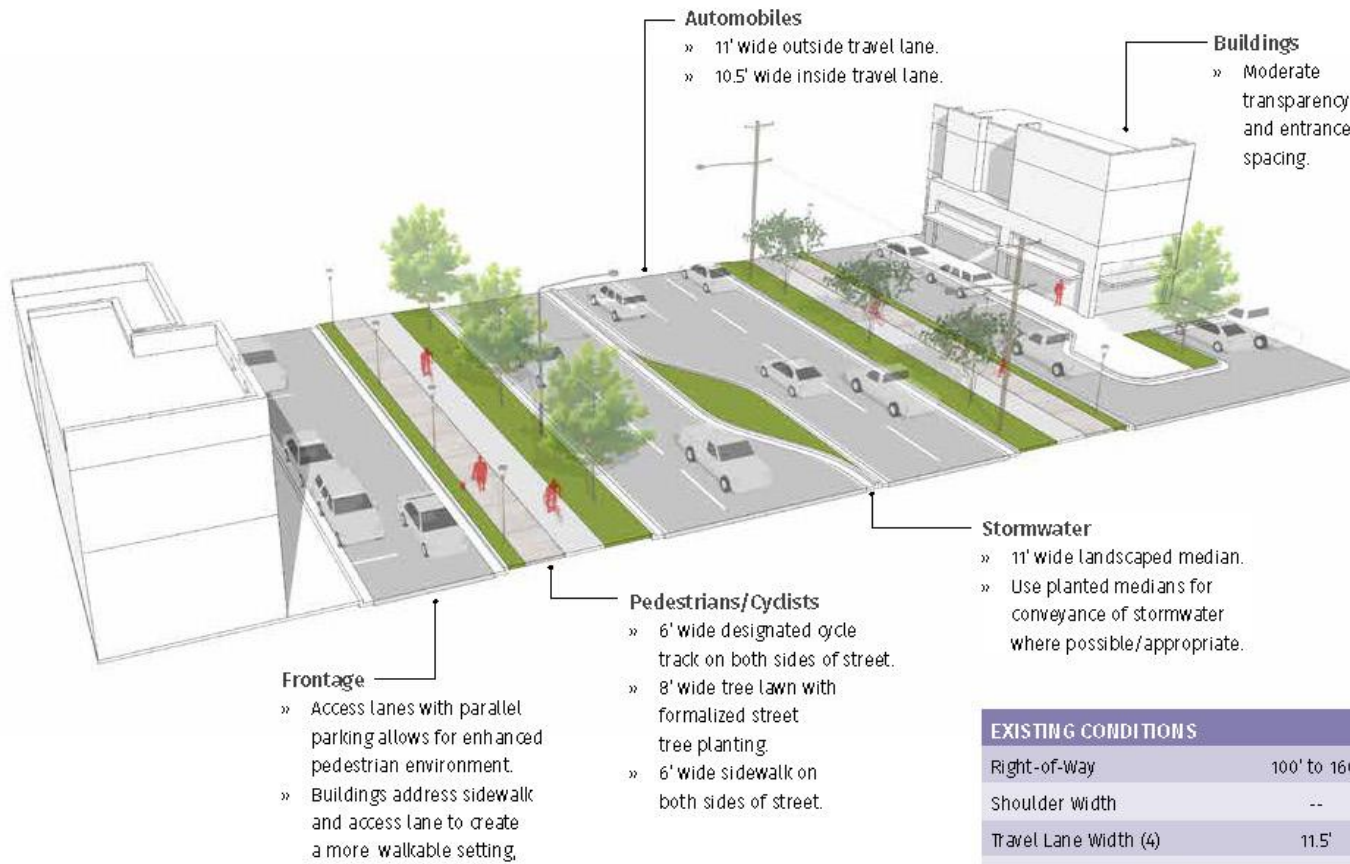 Automobiles
» 11' wide outside travel lane.
» 10.5' wide inside travel lane.
Buildings
» Moderate
transparency
and entrance
spacing.
Stormwater
» 11' wide landscaped median.
» Use planted medians for
conveyance of stormwater
where possible/appropriate.
Pedestrians/Cyclists
» 6' wide designated cycle
track on both sides of street.
» 8' wide tree lawn with
formalized street
tree planting.
» 6' wide sidewalk on
both sides of street.
Frontage
» Access lanes with parallel
parking allows for enhanced
pedestrian environment.
» Buildings address sidewalk
and access lane to create
a more walkable setting,
EXISTING CONDITIONS
Right-of-Way 100' to
Shoulder Width --
Travel Lane Width (4) 11.5'